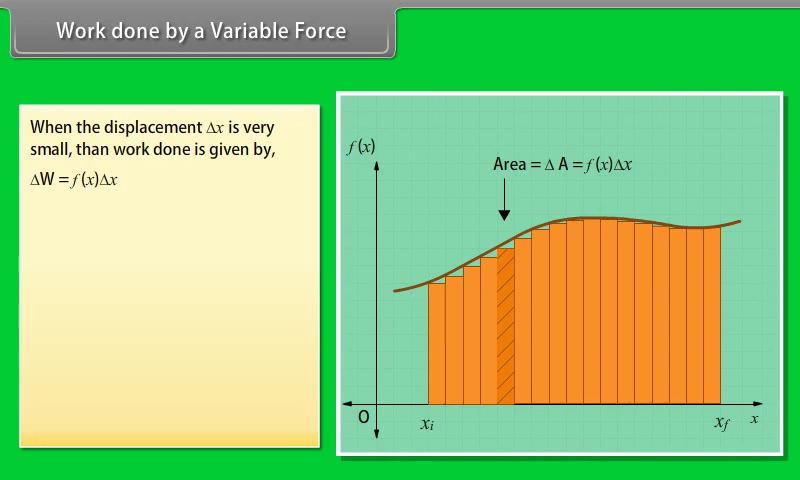 Work done by a Variable Force
When the displacement Δx is very
small, than work done is given by,
ΔW = f(x)Δx
f(x)
Area = Δ A = f(x)Δx
O
xi
xf
x